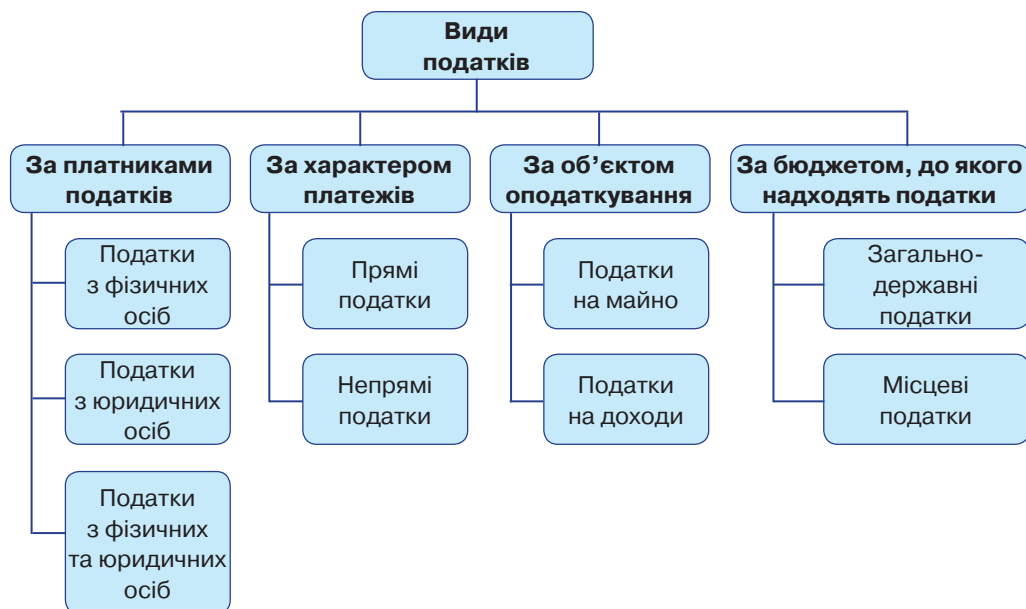 Види
податків
За платниками
податків
Податки
з фізичних
осіб
Податки
з юридичних
осіб
Податки
з фізичних
та юридичних
осіб
За характером
платежів
Прямі
податки
Непрямі
податки
За об’єктом
оподаткування
Податки
на майно
Податки
на доходи
За бюджетом, до якого
надходять податки
Загально-
державні
податки
Місцеві
податки